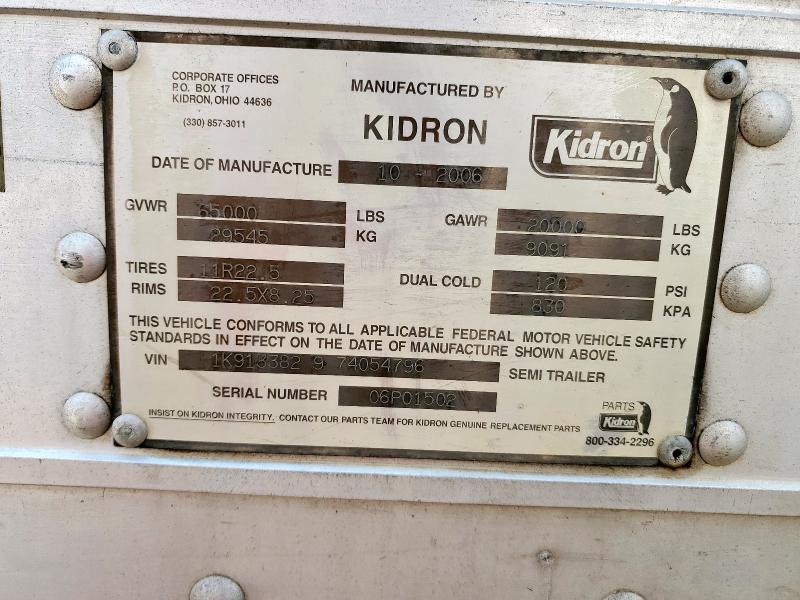 CORPORATE OFFICES
P.O. BOX 17
KIDRON, OHIO 44636
(330) 857-3011
MANUFACTURED BY
KIDRON
Kidron®
DATE OF MANUFACTURE 10 - 2006
GVWR 65000 LBS GAWR 20000 LBS
29545 KG 9091 KG
TIRES 11R22.5 DUAL COLD 120 PSI
RIMS 22.5X8.25 830 KPA
THIS VEHICLE CONFORMS TO ALL APPLICABLE FEDERAL MOTOR VEHICLE SAFETY
STANDARDS IN EFFECT ON THE DATE OF MANUFACTURE SHOWN ABOVE.
VIN 9 74054796 SEMI TRAILER
SERIAL NUMBER 06P01502
PARTS
Kidron
INSIST ON KIDRON INTEGRITY. CONTACT OUR PARTS TEAM FOR KIDRON GENUINE REPLACEMENT PARTS 800-334-2296